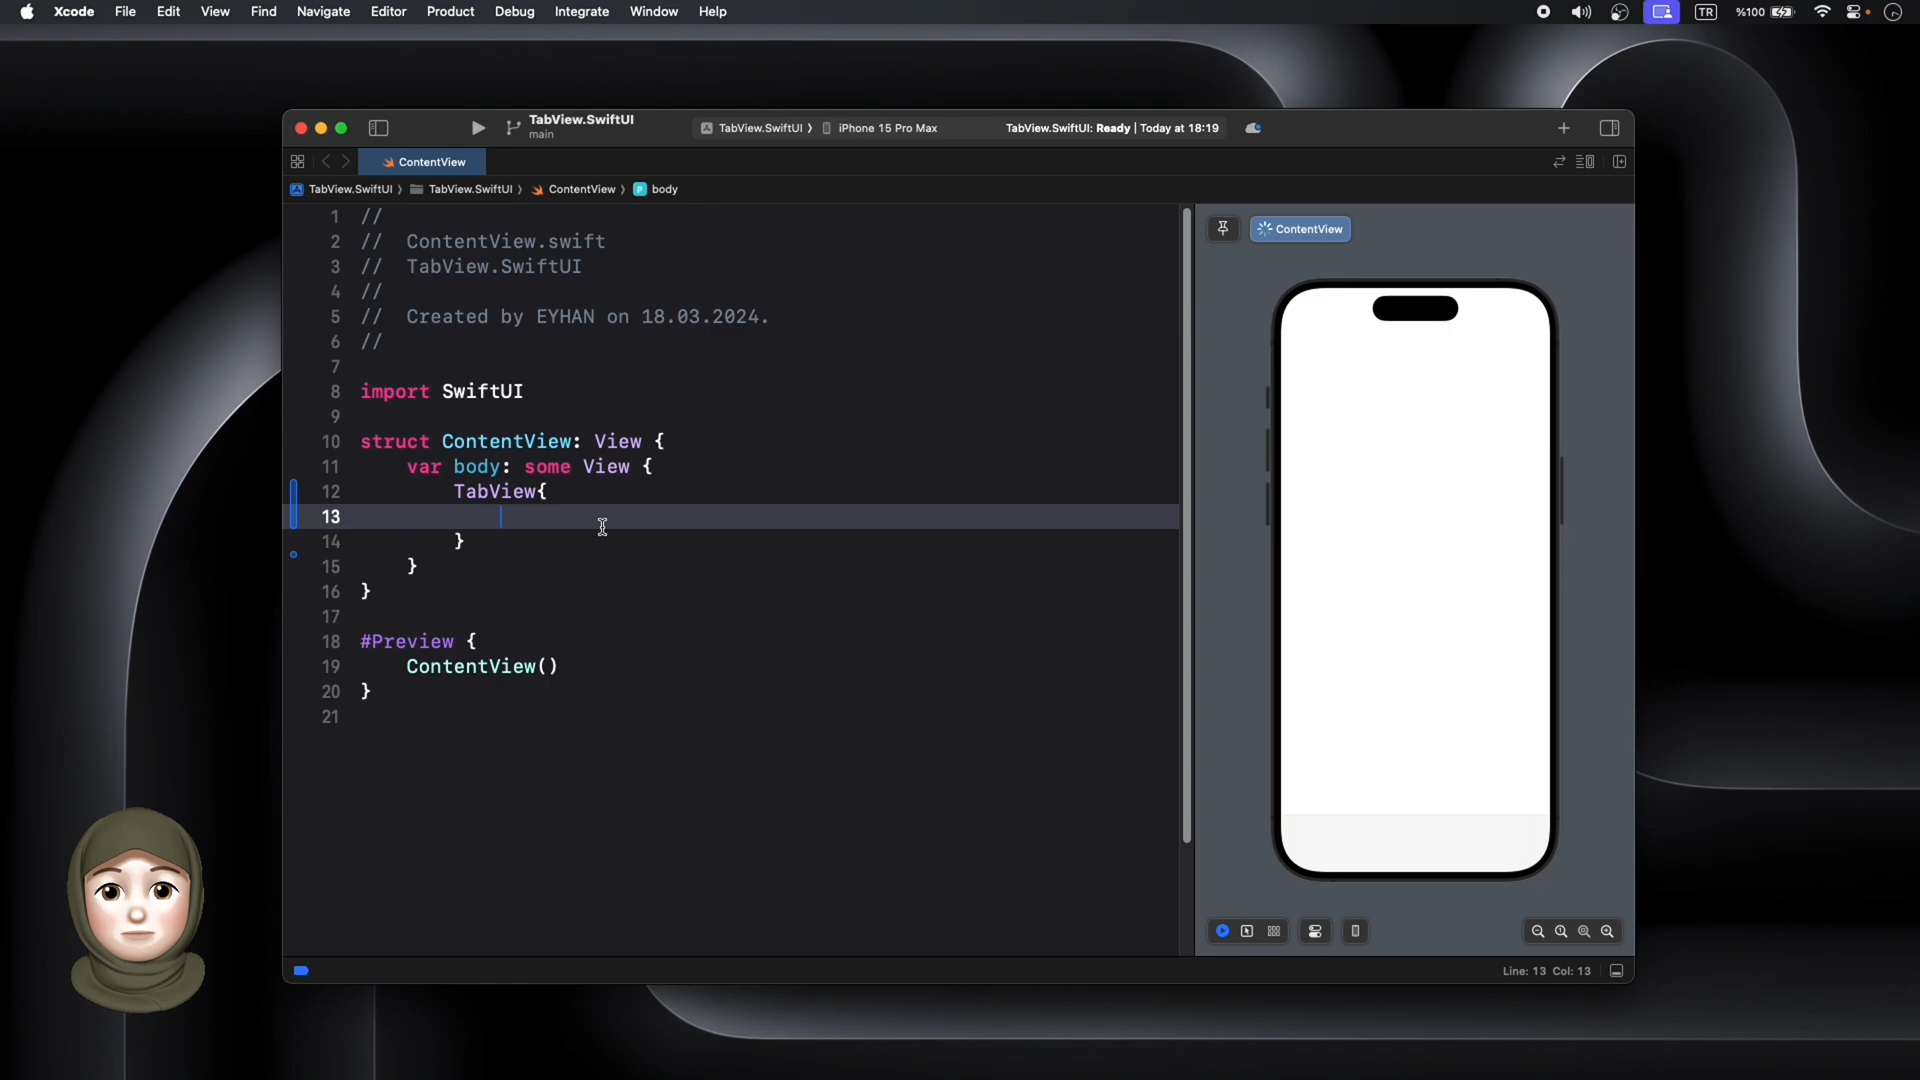 Xcode File Edit View Find Navigate Editor Product Debug Integrate Window Help TR %100
TabView.SwiftUI
main
TabView.SwiftUI 〉 iPhone 15 Pro Max
TabView.SwiftUI: Ready | Today at 18:19
ContentView
TabView.SwiftUI 〉 TabView.SwiftUI 〉 ContentView 〉 body
1 //
2 //  ContentView.swift
3 //  TabView.SwiftUI
4 //
5 //  Created by EYHAN on 18.03.2024.
6 //
7
8 import SwiftUI
9
10 struct ContentView: View {
11     var body: some View {
12         TabView{
13
14         }
15     }
16 }
17
18 #Preview {
19     ContentView()
20 }
21
ContentView
Line: 13 Col: 13